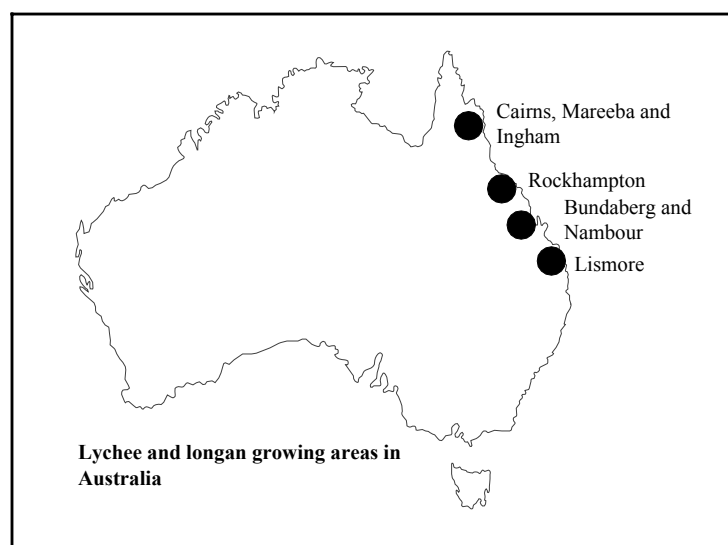 Cairns, Mareeba and
Ingham
Rockhampton
Bundaberg and
Nambour
Lismore
Lychee and longan growing areas in
Australia